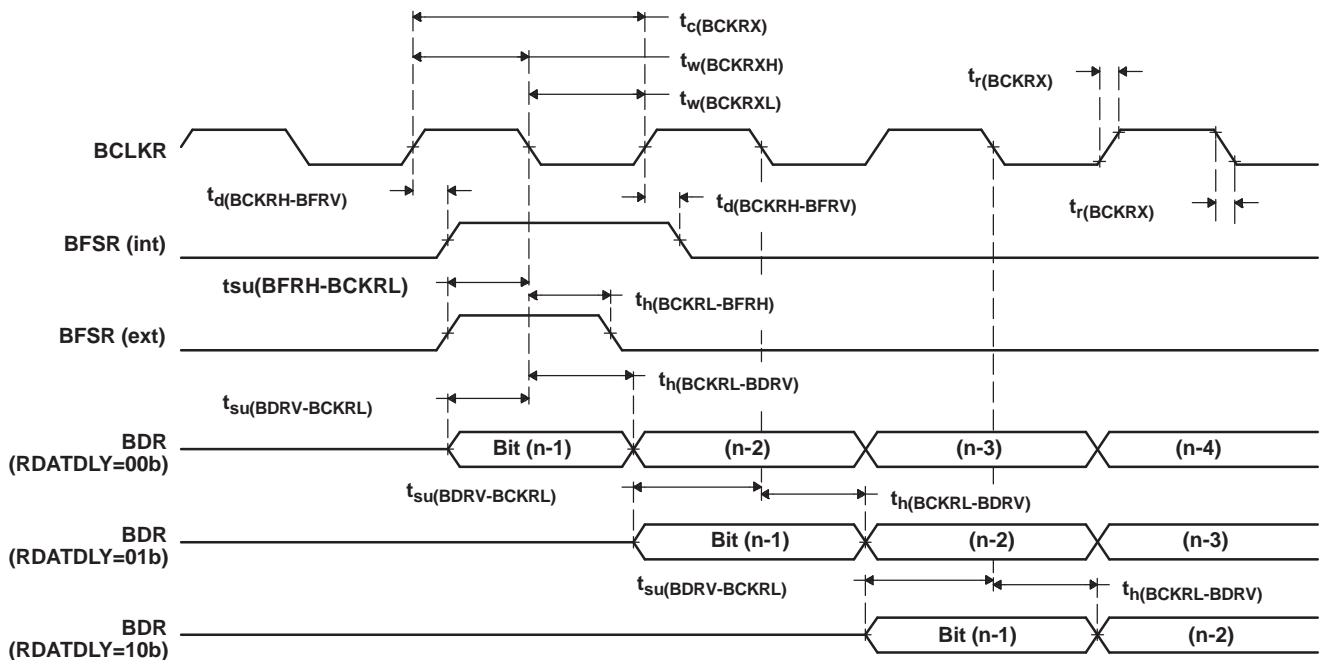 tc(BCKRX)
tw(BCKRXH)
tr(BCKRX)
tw(BCKRXL)
BCLKR
td(BCKRH-BFRV)
td(BCKRH-BFRV)
tr(BCKRX)
BFSR (int)
tsu(BFRH-BCKRL)
th(BCKRL-BFRH)
BFSR (ext)
th(BCKRL-BDRV)
tsu(BDRV-BCKRL)
BDR
(RDATDLY=00b)
Bit (n-1)
(n-2)
(n-3)
(n-4)
tsu(BDRV-BCKRL)
th(BCKRL-BDRV)
BDR
(RDATDLY=01b)
Bit (n-1)
(n-2)
(n-3)
tsu(BDRV-BCKRL)
th(BCKRL-BDRV)
BDR
(RDATDLY=10b)
Bit (n-1)
(n-2)